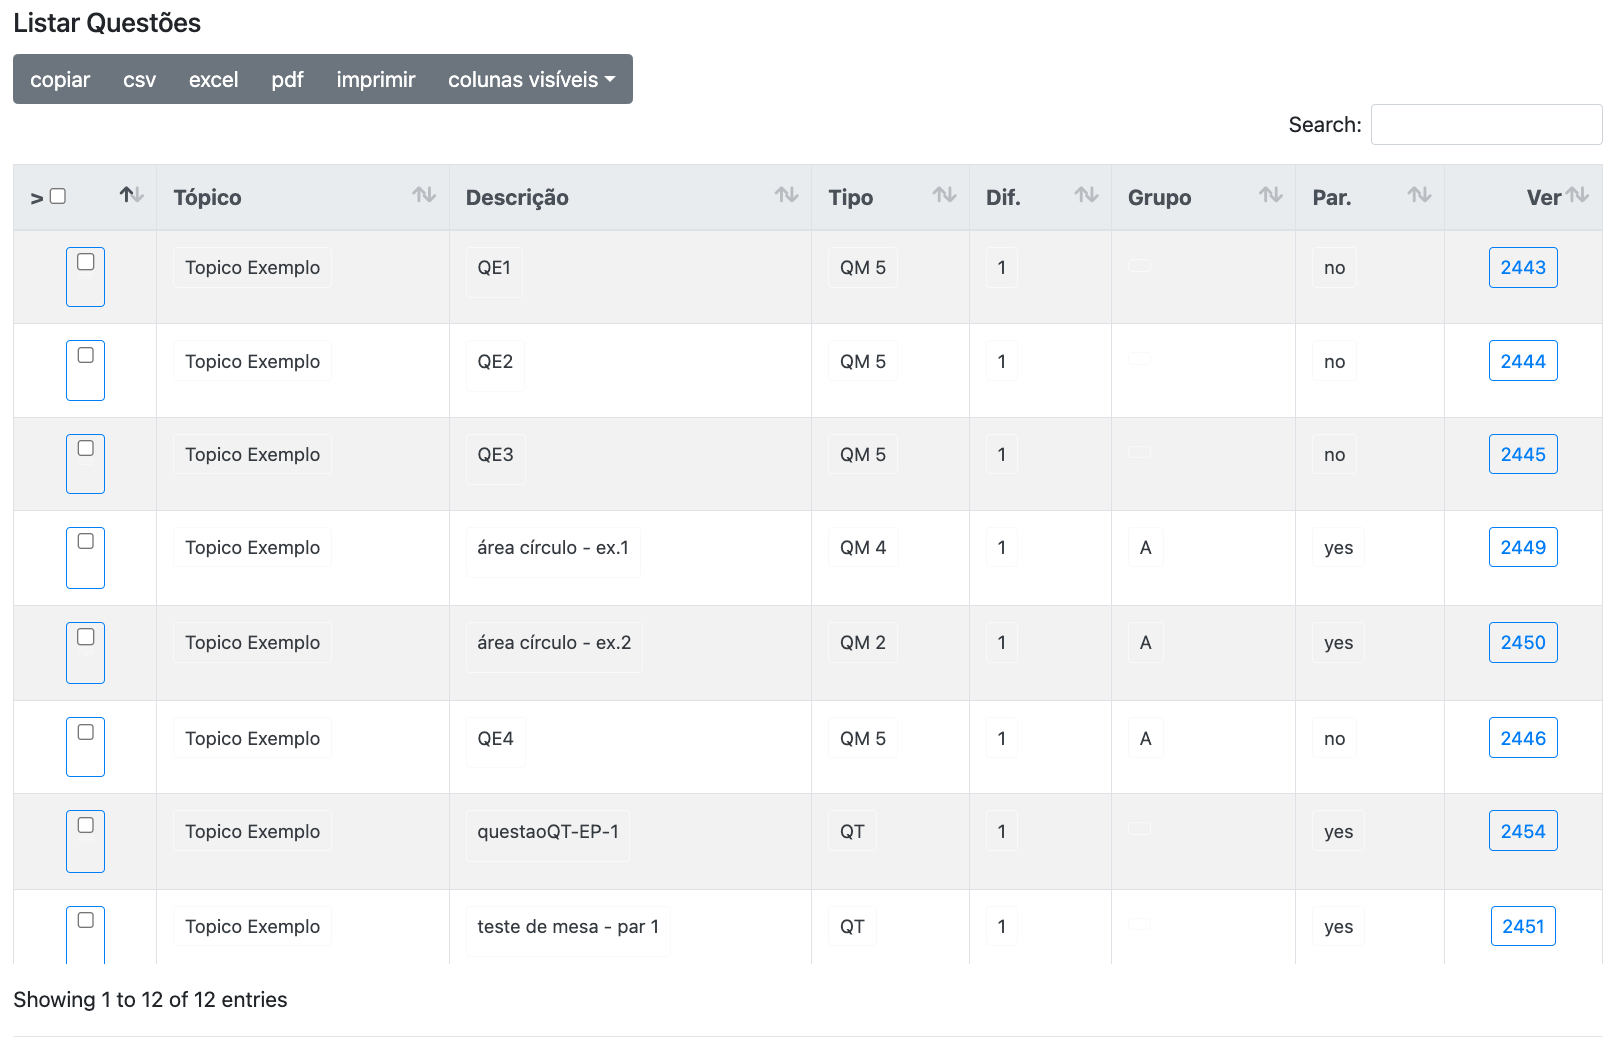 Listar Questões
copiar csv excel pdf imprimir colunas visíveis
Search:
> Tópico Descrição Tipo Dif. Grupo Par. Ver
Topico Exemplo QE1 QM 5 1 no 2443
Topico Exemplo QE2 QM 5 1 no 2444
Topico Exemplo QE3 QM 5 1 no 2445
Topico Exemplo área círculo - ex.1 QM 4 1 A yes 2449
Topico Exemplo área círculo - ex.2 QM 2 1 A yes 2450
Topico Exemplo QE4 QM 5 1 A no 2446
Topico Exemplo questaoQT-EP-1 QT 1 yes 2454
Topico Exemplo teste de mesa - par 1 QT 1 yes 2451
Showing 1 to 12 of 12 entries